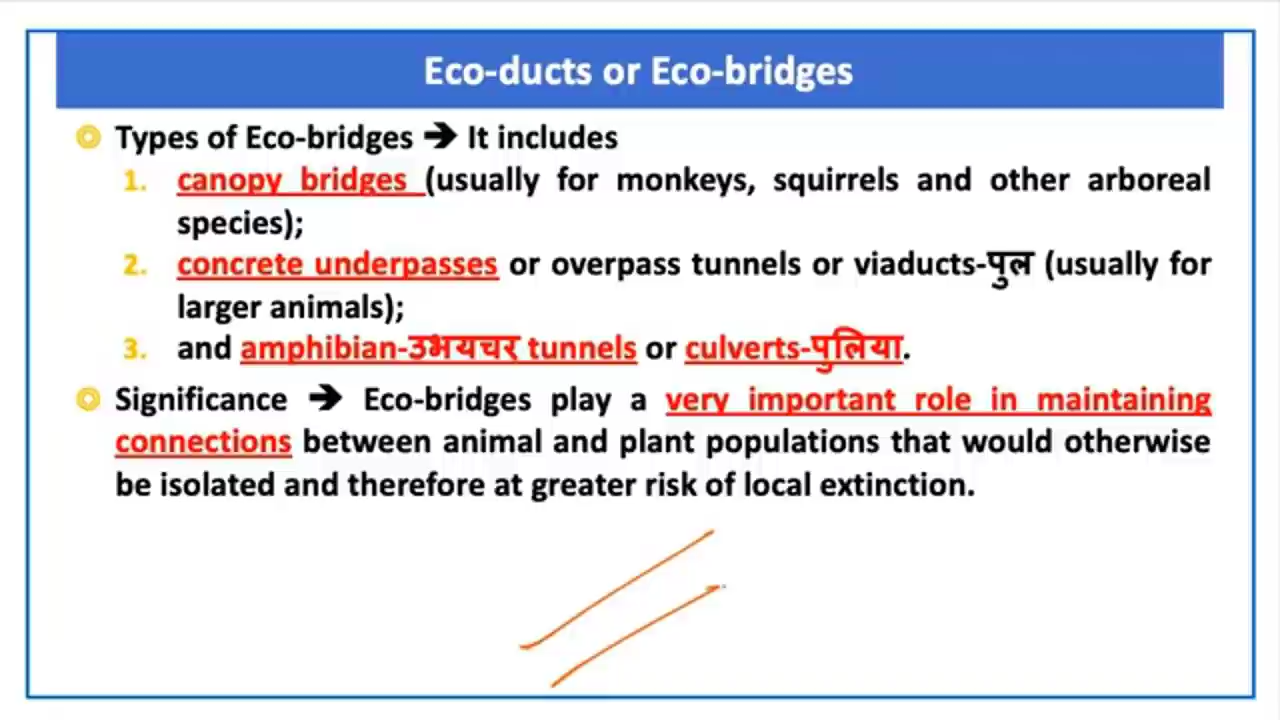 Eco-ducts or Eco-bridges
Types of Eco-bridges ➔ It includes
1. canopy bridges (usually for monkeys, squirrels and other arboreal
species);
2. concrete underpasses or overpass tunnels or viaducts-पुल (usually for
larger animals);
3. and amphibian-उभयचर tunnels or culverts-पुलिया.
Significance ➔ Eco-bridges play a very important role in maintaining
connections between animal and plant populations that would otherwise
be isolated and therefore at greater risk of local extinction.